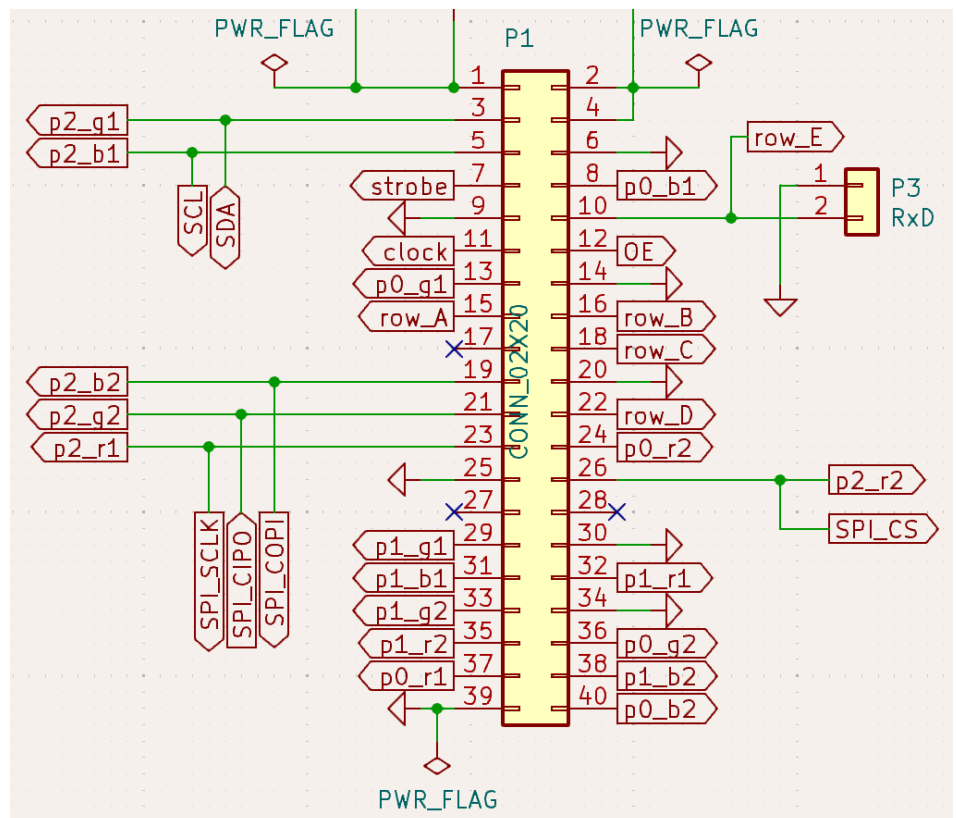 PWR_FLAG
P1
PWR_FLAG
1
2
p2_g1
3
4
row_E
p2_b1
5
6
1
P3
strobe
7
8
p0_b1
2
RxD
SCL
SDA
9
10
clock
11
12
OE
p0_g1
13
14
row_A
15
16
row_B
17
18
row_C
CONN_02X20
p2_b2
19
20
p2_g2
21
22
row_D
p2_r1
23
24
p0_r2
25
26
p2_r2
27
28
SPI_CS
SPI_SCLK
SPI_CIPO
SPI_COPI
p1_g1
29
30
p1_b1
31
32
p1_r1
p1_g2
33
34
p1_r2
35
36
p0_g2
p0_r1
37
38
p1_b2
39
40
p0_b2
PWR_FLAG